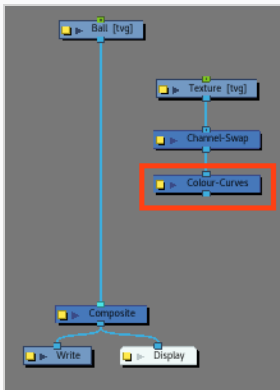 Ball [tvg]
Texture [tvg]
Channel-Swap
Colour-Curves
Composite
Write
Display